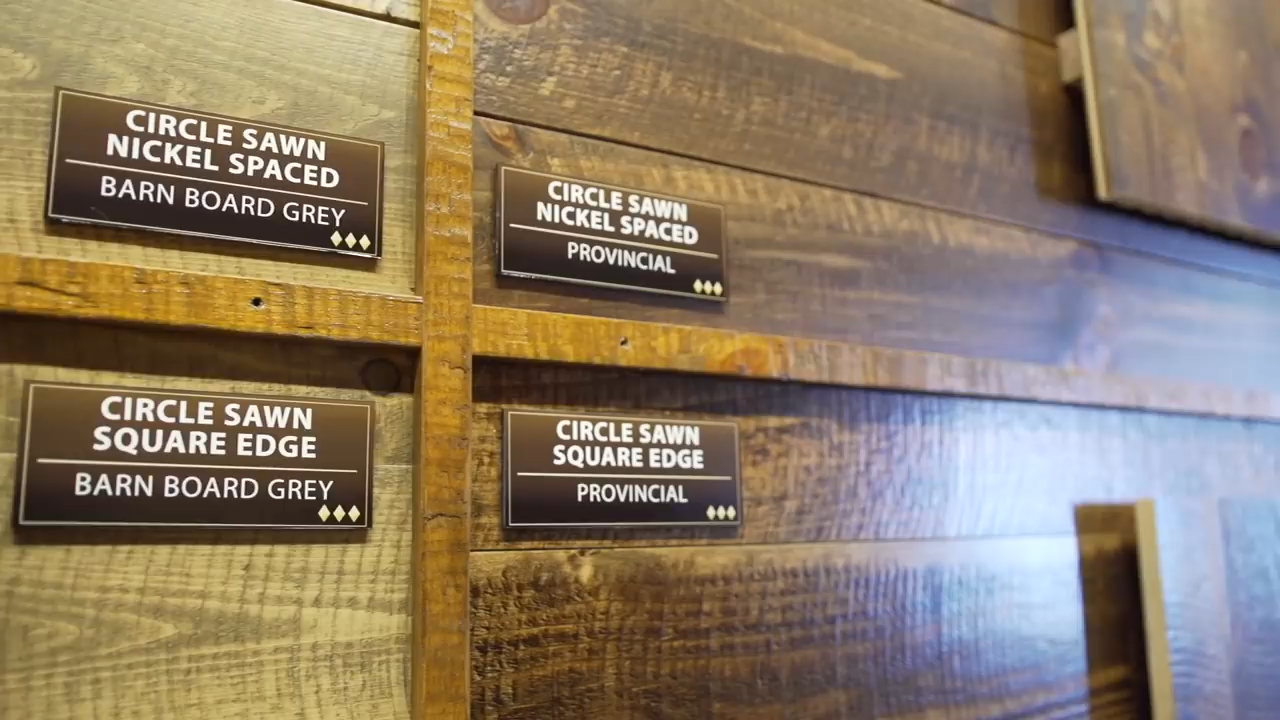 CIRCLE SAWN
NICKEL SPACED
BARN BOARD GREY
CIRCLE SAWN
NICKEL SPACED
PROVINCIAL
CIRCLE SAWN
SQUARE EDGE
BARN BOARD GREY
CIRCLE SAWN
SQUARE EDGE
PROVINCIAL